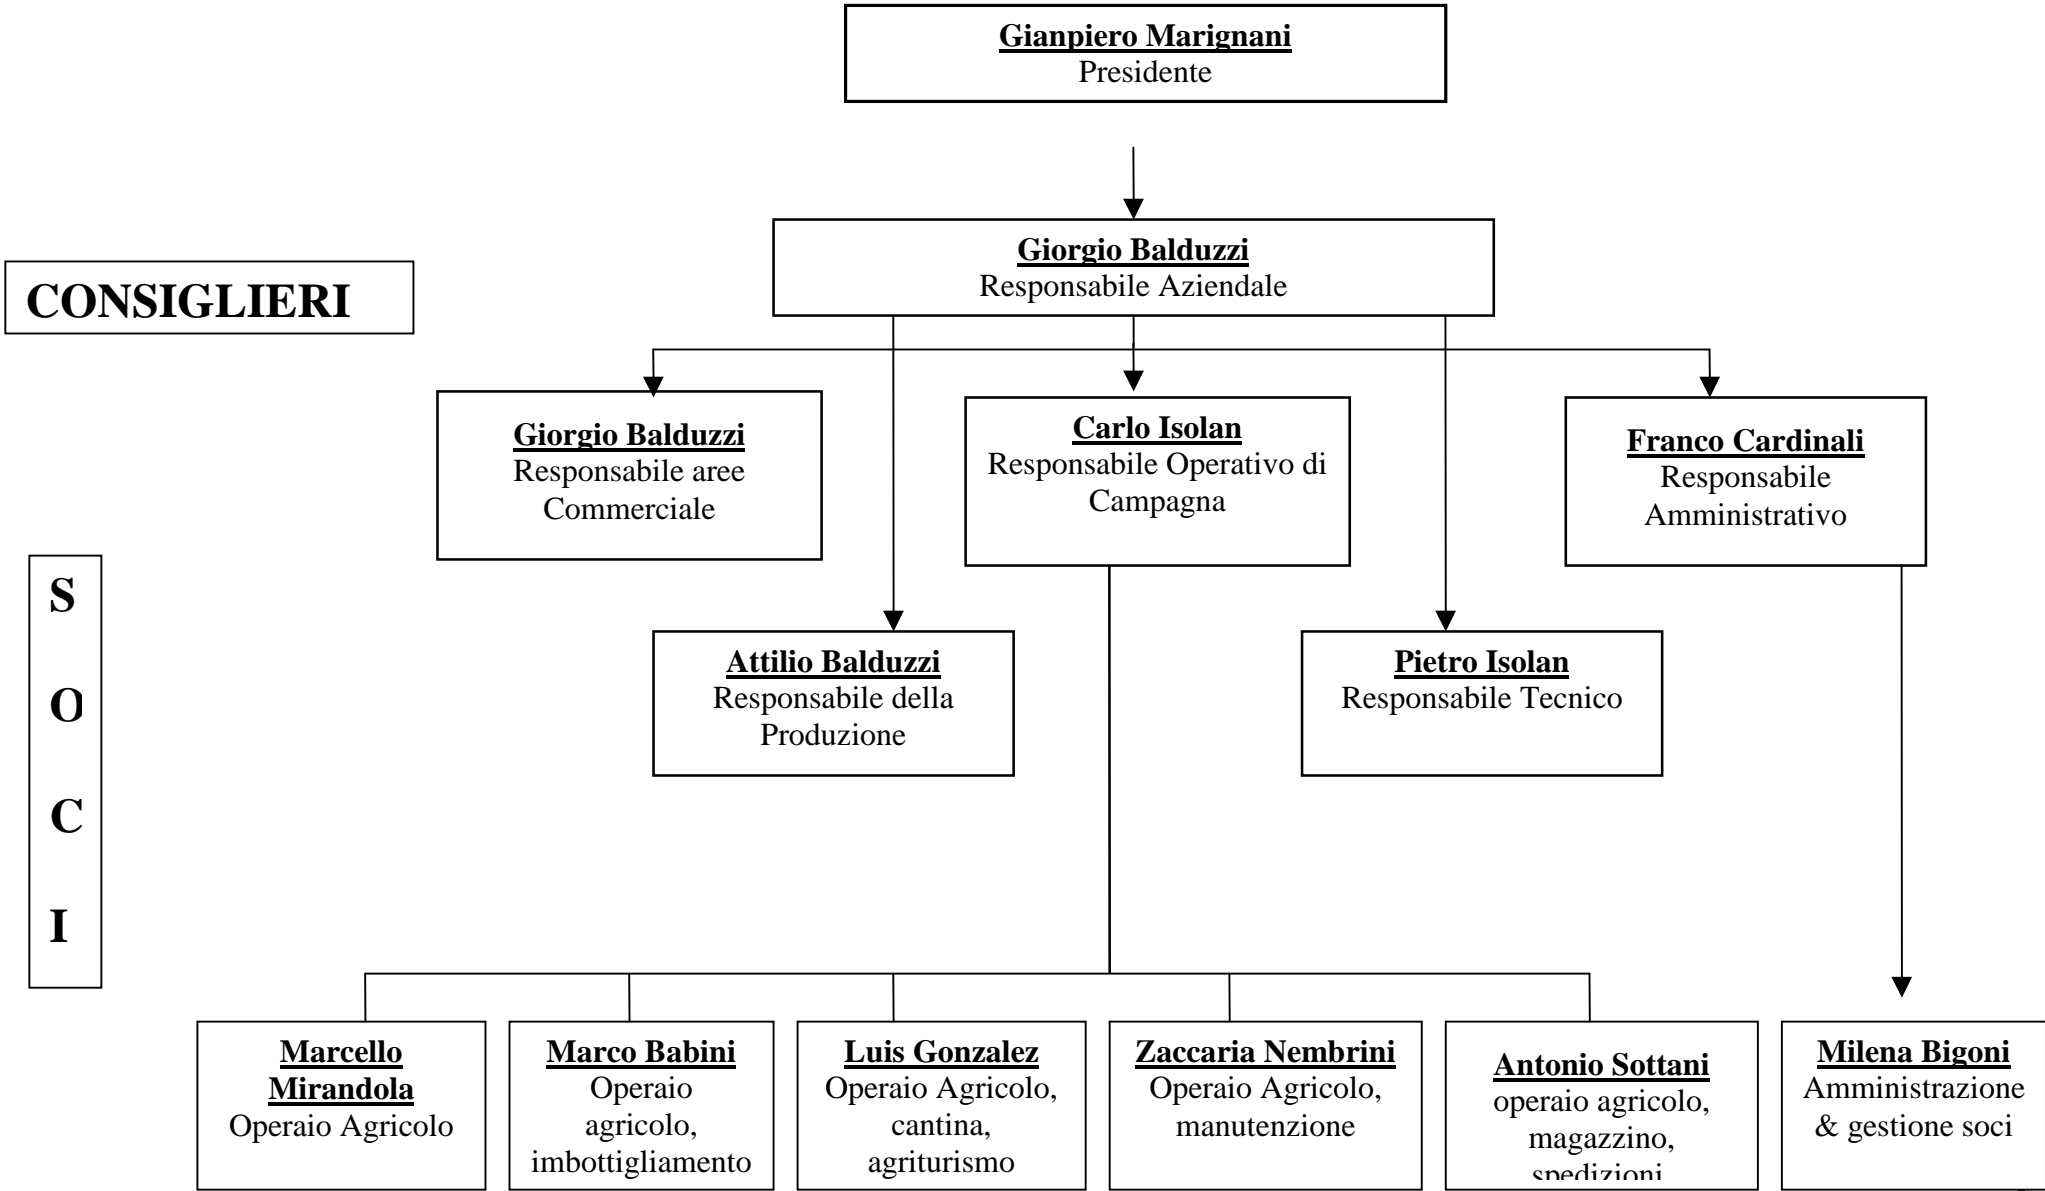 Gianpiero Marignani
Presidente
Giorgio Balduzzi
Responsabile Aziendale
CONSIGLIERI
Giorgio Balduzzi
Responsabile aree
Commerciale
Carlo Isolan
Responsabile Operativo di
Campagna
Franco Cardinali
Responsabile
Amministrativo
S
O
C
I
Attilio Balduzzi
Responsabile della
Produzione
Pietro Isolan
Responsabile Tecnico
Marcello
Mirandola
Operaio Agricolo
Marco Babini
Operaio
agricolo,
imbottigliamento
Luis Gonzalez
Operaio Agricolo,
cantina,
agriturismo
Zaccaria Nembrini
Operaio Agricolo,
manutenzione
Antonio Sottani
operaio agricolo,
magazzino,
spedizioni
Milena Bigoni
Amministrazione
& gestione soci